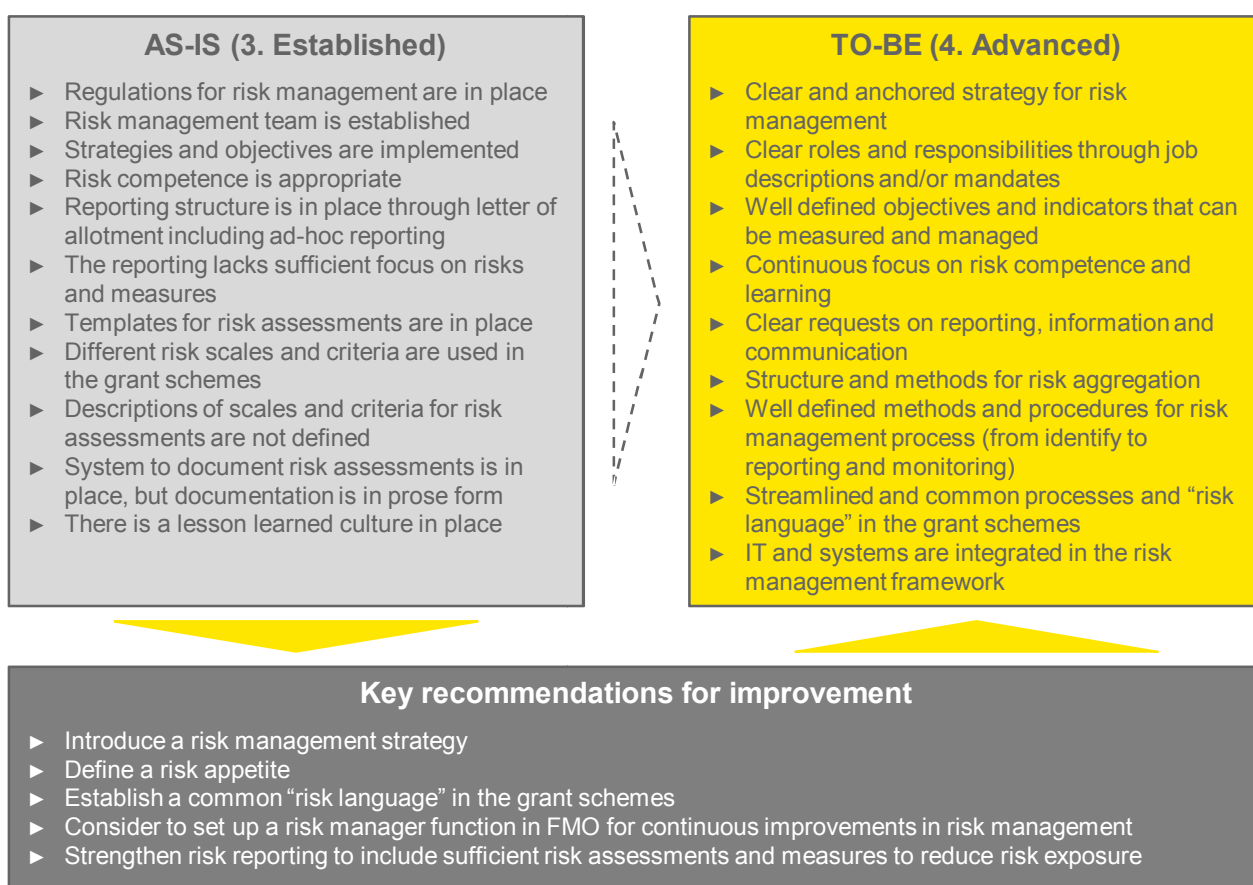 AS-IS (3. Established)
► Regulations for risk management are in place
► Risk management team is established
► Strategies and objectives are implemented
► Risk competence is appropriate
► Reporting structure is in place through letter of
allotment including ad-hoc reporting
► The reporting lacks sufficient focus on risks
and measures
► Templates for risk assessments are in place
► Different risk scales and criteria are used in
the grant schemes
► Descriptions of scales and criteria for risk
assessments are not defined
► System to document risk assessments is in
place, but documentation is in prose form
► There is a lesson learned culture in place
TO-BE (4. Advanced)
► Clear and anchored strategy for risk
management
► Clear roles and responsibilities through job
descriptions and/or mandates
► Well defined objectives and indicators that can
be measured and managed
► Continuous focus on risk competence and
learning
► Clear requests on reporting, information and
communication
► Structure and methods for risk aggregation
► Well defined methods and procedures for risk
management process (from identify to
reporting and monitoring)
► Streamlined and common processes and “risk
language” in the grant schemes
► IT and systems are integrated in the risk
management framework
Key recommendations for improvement
► Introduce a risk management strategy
► Define a risk appetite
► Establish a common “risk language” in the grant schemes
► Consider to set up a risk manager function in FMO for continuous improvements in risk management
► Strengthen risk reporting to include sufficient risk assessments and measures to reduce risk exposure